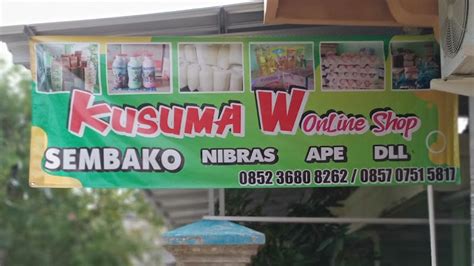 KUSUMA W OnLine Shop
SEMBAKO NIBRAS APE DLL
0852 3680 8262 / 0857 0751 5817